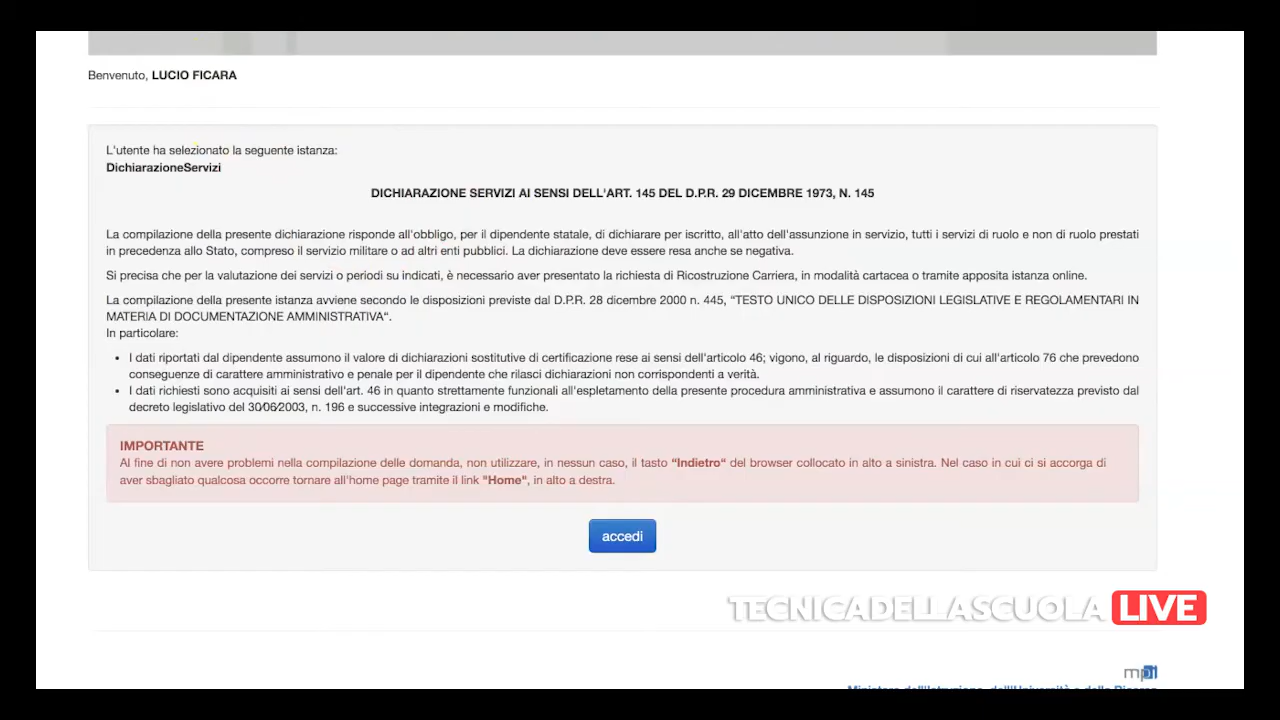 Benvenuto, LUCIO FICARA
L'utente ha selezionato la seguente istanza:
DichiarazioneServizi
DICHIARAZIONE SERVIZI AI SENSI DELL'ART. 145 DEL D.P.R. 29 DICEMBRE 1973, N. 145
La compilazione della presente dichiarazione risponde all'obbligo, per il dipendente statale, di dichiarare per iscritto, all'atto dell'assunzione in servizio, tutti i servizi di ruolo e non di ruolo prestati
in precedenza allo Stato, compreso il servizio militare o ad altri enti pubblici. La dichiarazione deve essere resa anche se negativa.
Si precisa che per la valutazione dei servizi o periodi su indicati, è necessario aver presentato la richiesta di Ricostruzione Carriera, in modalità cartacea o tramite apposita istanza online.
La compilazione della presente istanza avviene secondo le disposizioni previste dal D.P.R. 28 dicembre 2000 n. 445, “TESTO UNICO DELLE DISPOSIZIONI LEGISLATIVE E REGOLAMENTARI IN
MATERIA DI DOCUMENTAZIONE AMMINISTRATIVA“.
In particolare:
• I dati riportati dal dipendente assumono il valore di dichiarazioni sostitutive di certificazione rese ai sensi dell'articolo 46; vigono, al riguardo, le disposizioni di cui all'articolo 76 che prevedono
conseguenze di carattere amministrativo e penale per il dipendente che rilasci dichiarazioni non corrispondenti a verità.
• I dati richiesti sono acquisiti ai sensi dell'art. 46 in quanto strettamente funzionali all'espletamento della presente procedura amministrativa e assumono il carattere di riservatezza previsto dal
decreto legislativo del 30/06/2003, n. 196 e successive integrazioni e modifiche.
IMPORTANTE
Al fine di non avere problemi nella compilazione delle domanda, non utilizzare, in nessun caso, il tasto “Indietro“ del browser collocato in alto a sinistra. Nel caso in cui ci si accorga di
aver sbagliato qualcosa occorre tornare all'home page tramite il link "Home", in alto a destra.
accedi
TECNICADELLASCUOLA LIVE
mpi
Ministero dell'Istruzione, dell'Università e della Ricerca